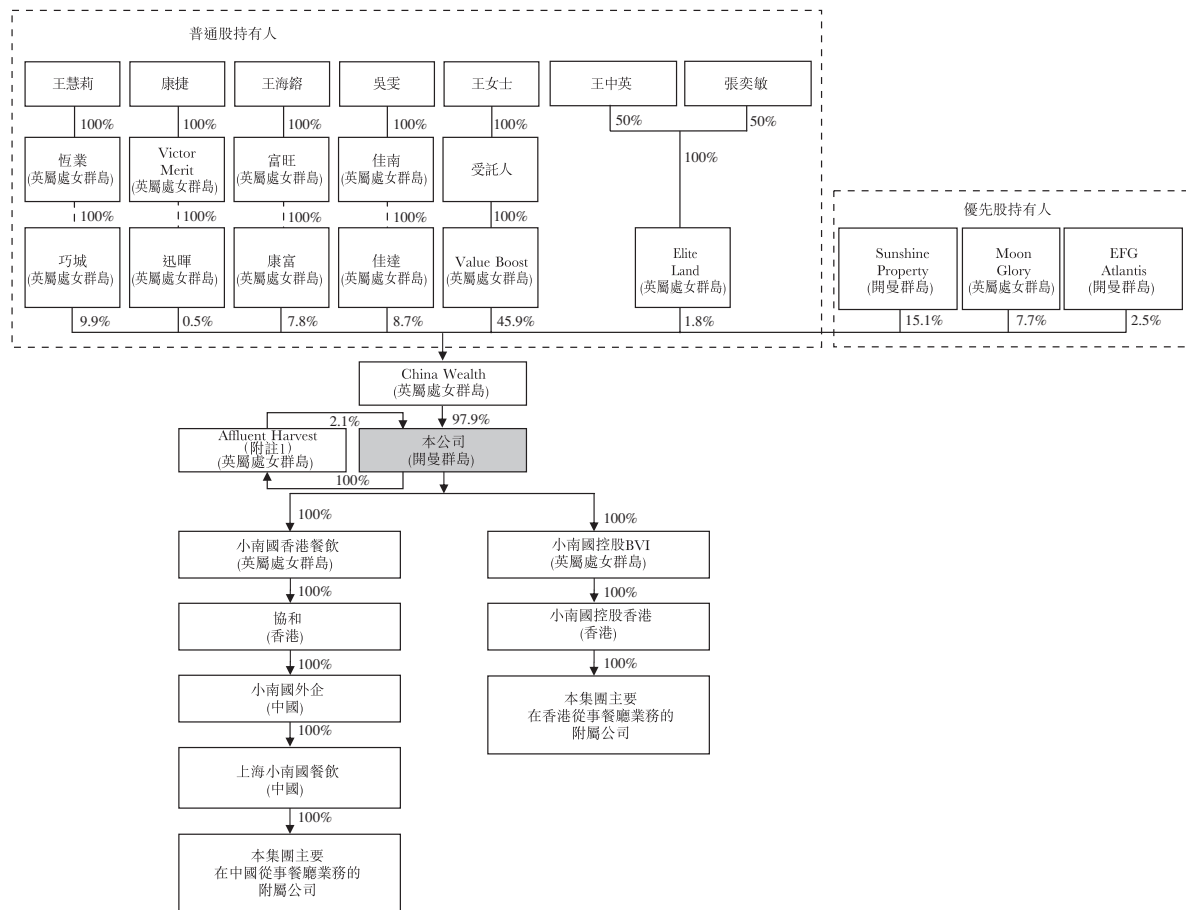 普通股持有人
王慧莉
康捷
王海鎔
吳雯
王女士
王中英
張奕敏
100%
100%
100%
100%
100%
50%
50%
恆業
(英屬處女群島)
Victor
Merit
(英屬處女群島)
富旺
(英屬處女群島)
佳南
(英屬處女群島)
受託人
100%
100%
100%
100%
100%
100%
優先股持有人
巧城
(英屬處女群島)
迅暉
(英屬處女群島)
康富
(英屬處女群島)
佳達
(英屬處女群島)
Value Boost
(英屬處女群島)
Elite
Land
(英屬處女群島)
Sunshine
Property
(開曼群島)
Moon
Glory
(英屬處女群島)
EFG
Atlantis
(開曼群島)
9.9%
0.5%
7.8%
8.7%
45.9%
1.8%
15.1%
7.7%
2.5%
China Wealth
(英屬處女群島)
2.1%
97.9%
Affluent Harvest
(附註1)
(英屬處女群島)
本公司
(開曼群島)
100%
100%
100%
小南國香港餐飲
(英屬處女群島)
小南國控股BVI
(英屬處女群島)
100%
100%
協和
(香港)
小南國控股香港
(香港)
100%
100%
小南國外企
(中國)
本集團主要
在香港從事餐廳業務的
附屬公司
100%
上海小南國餐飲
(中國)
100%
本集團主要
在中國從事餐廳業務的
附屬公司